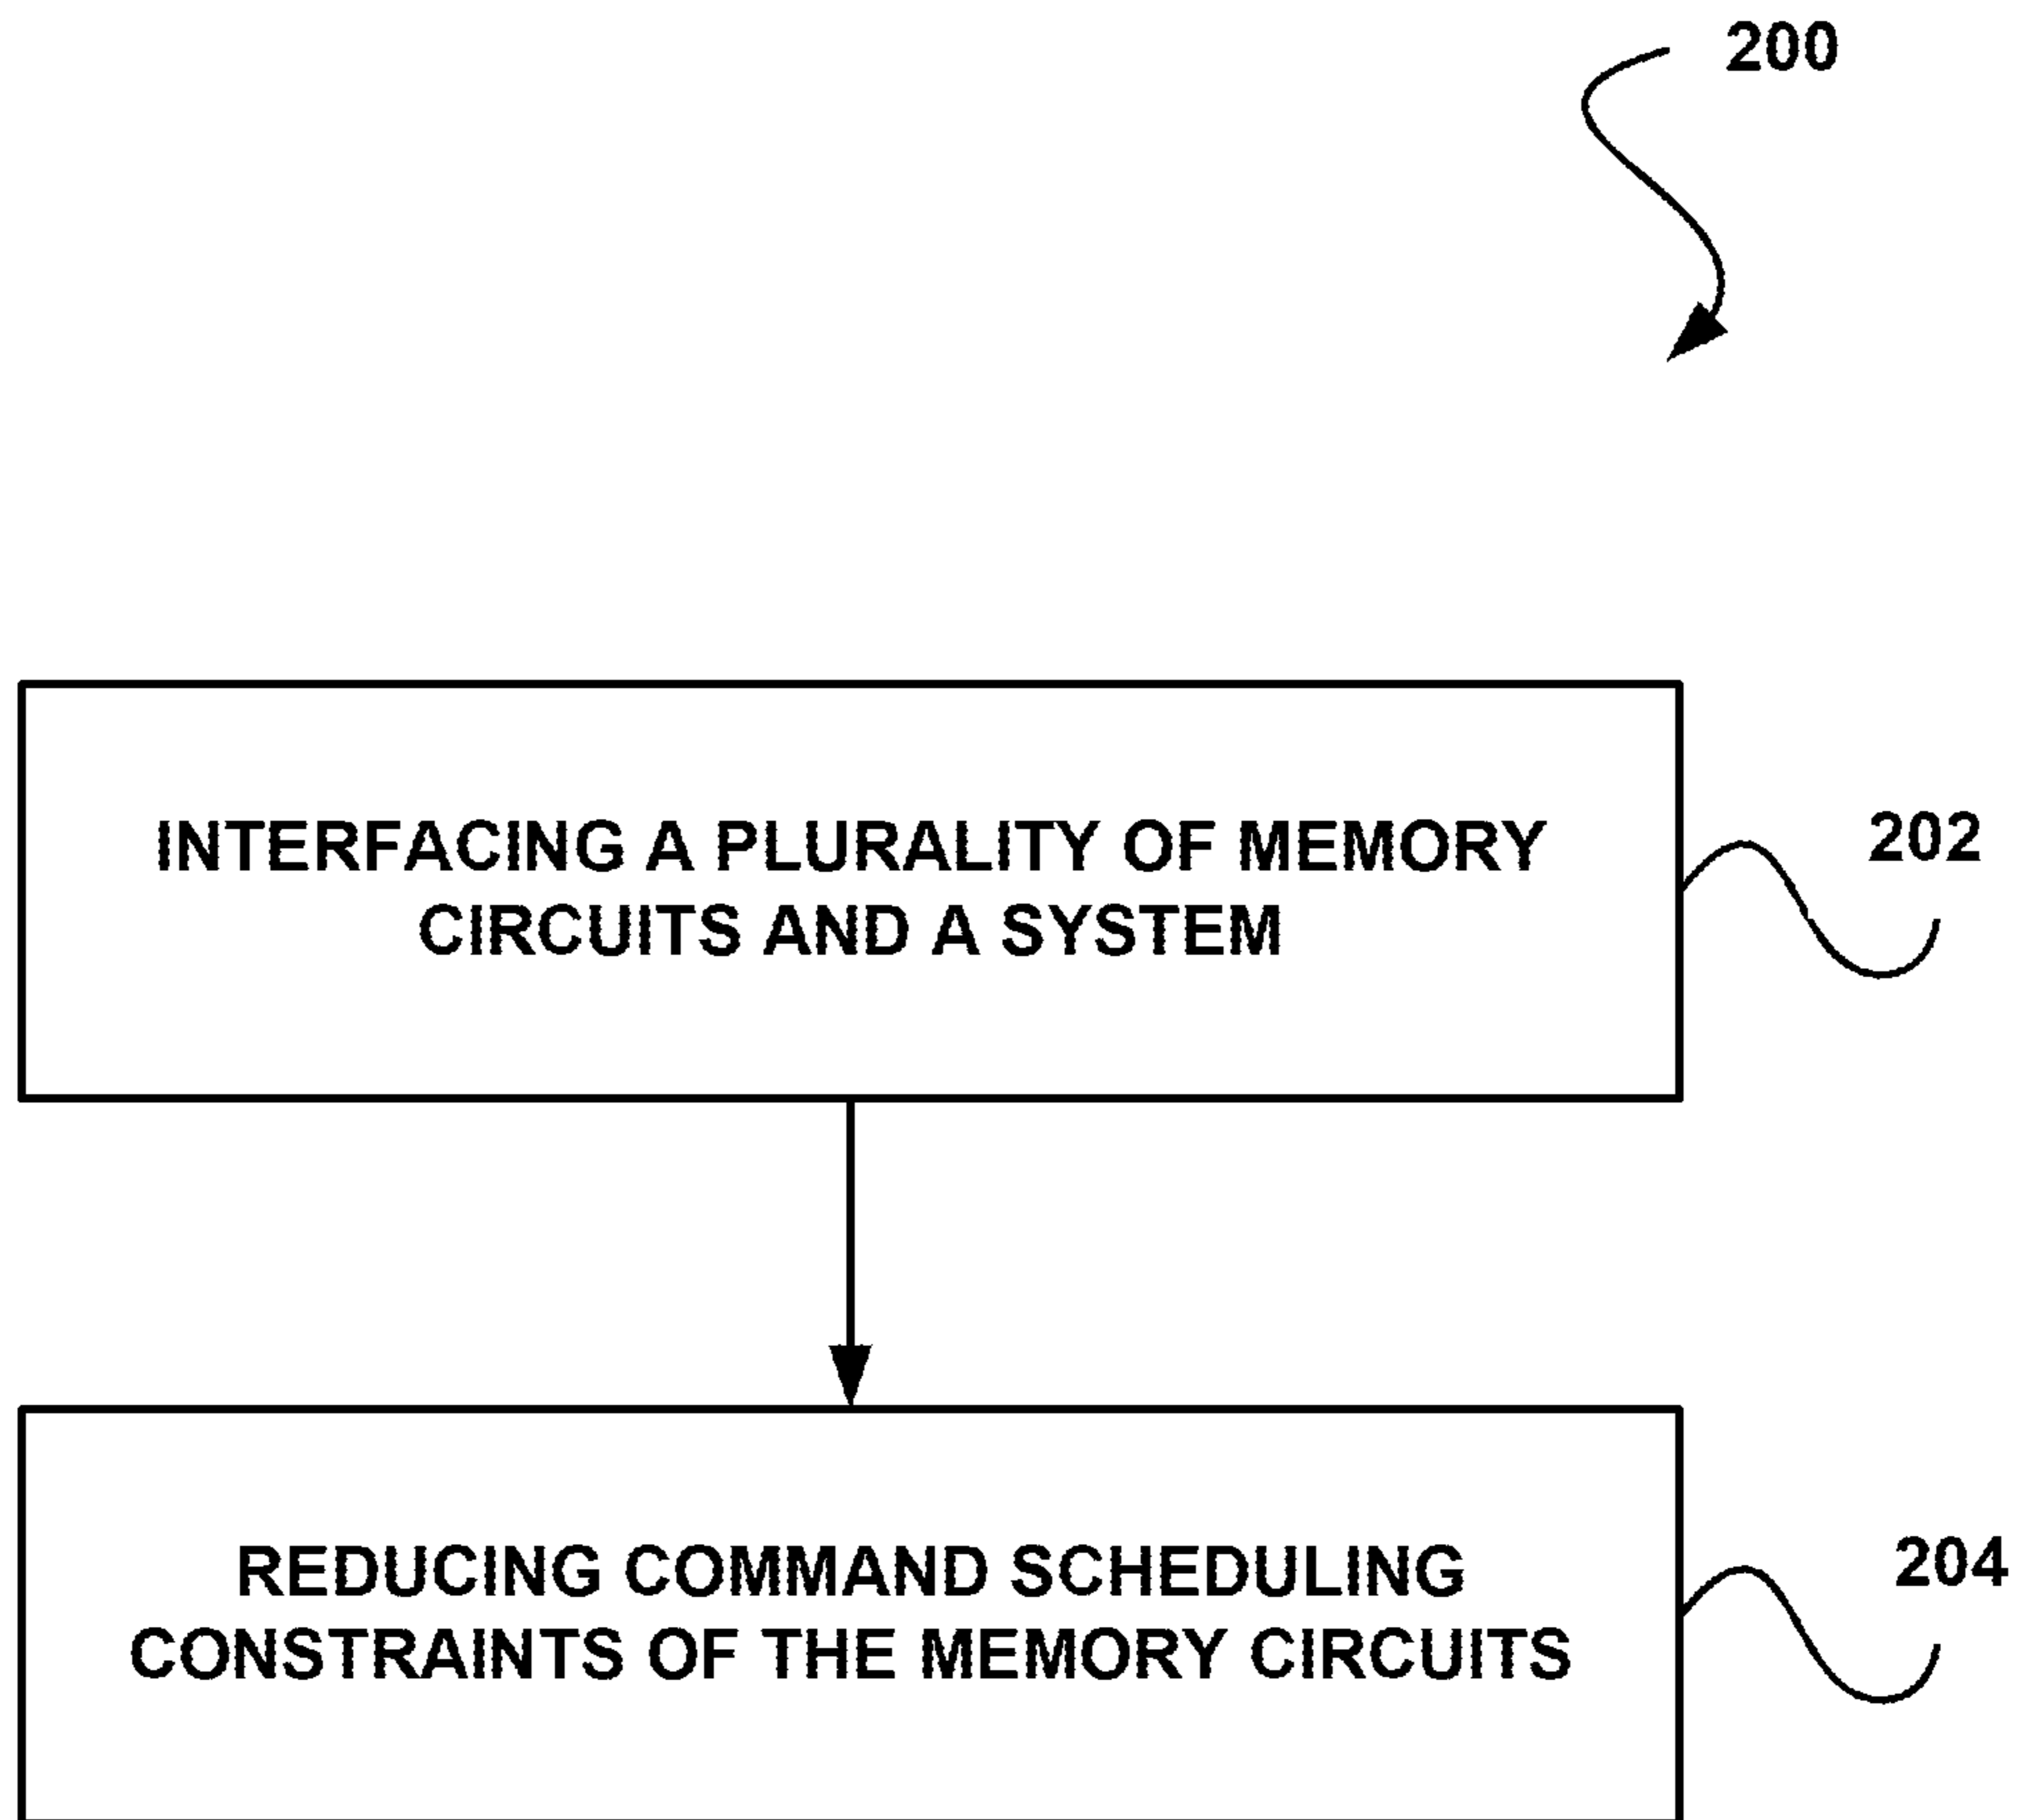 200
INTERFACING A PLURALITY OF MEMORY
CIRCUITS AND A SYSTEM
202
REDUCING COMMAND SCHEDULING
CONSTRAINTS OF THE MEMORY CIRCUITS
204